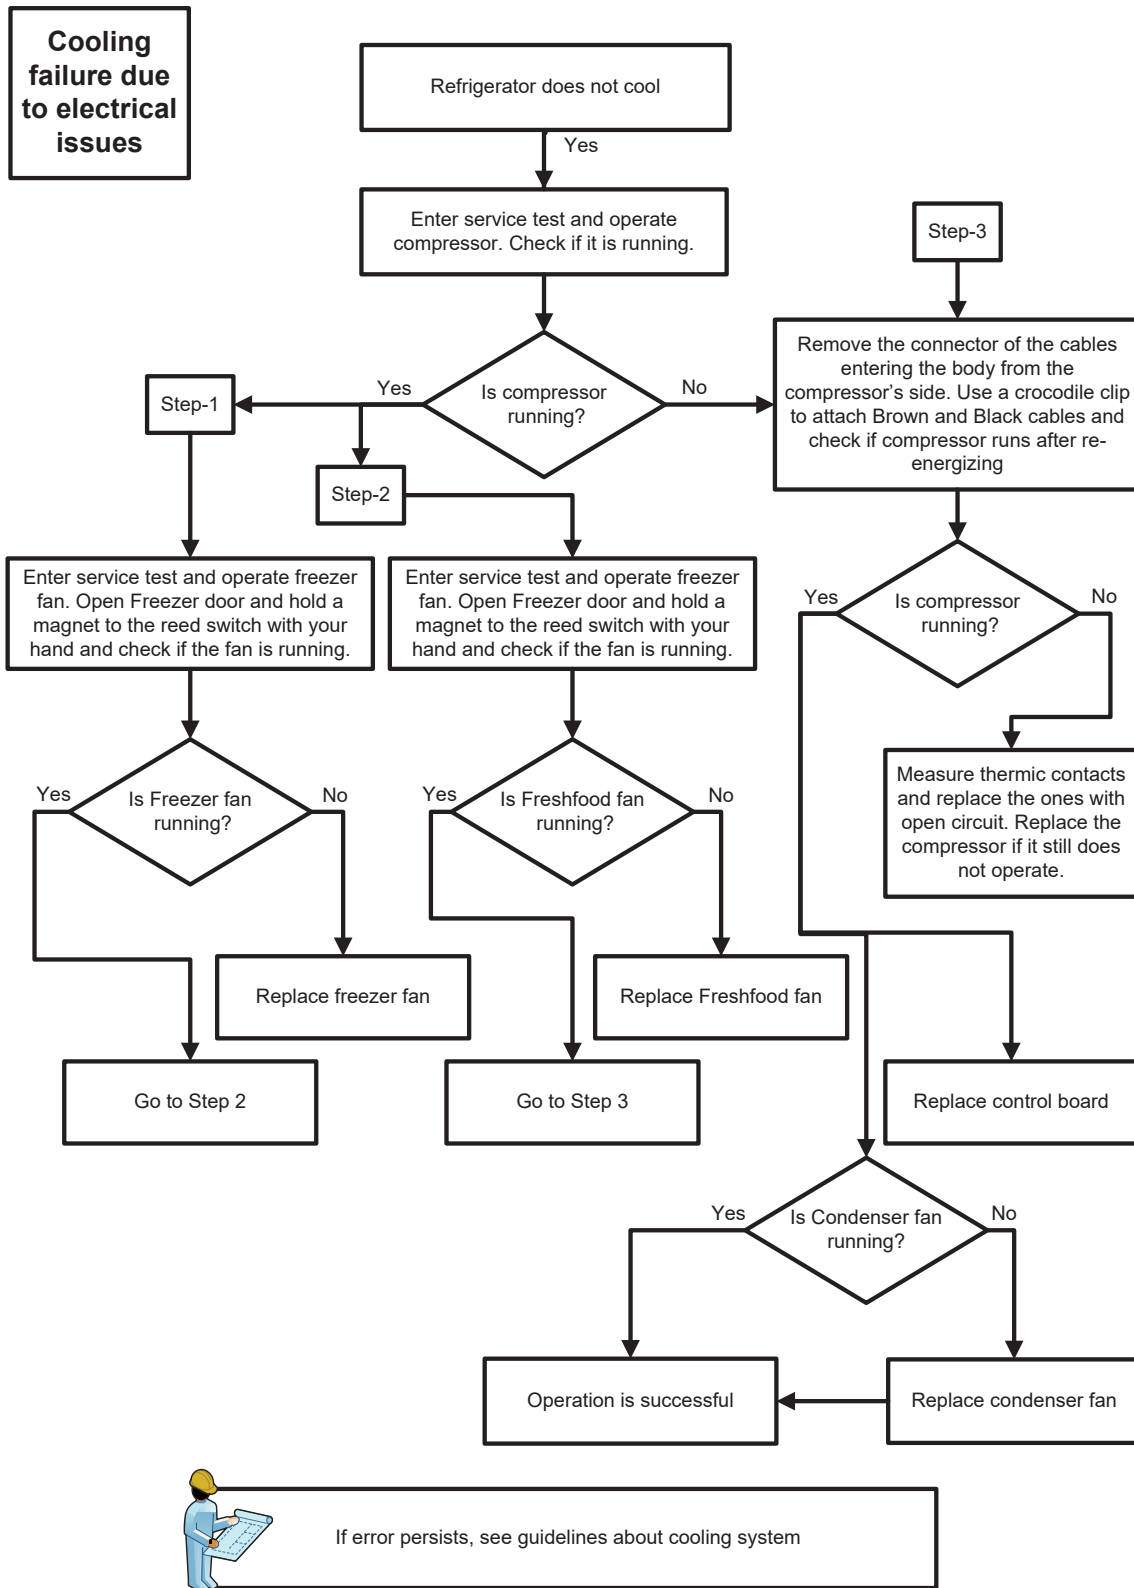 Cooling
failure due
to electrical
issues
Refrigerator does not cool
Yes
Enter service test and operate
compressor. Check if it is running.
Step-3
Remove the connector of the cables
entering the body from the
compressor’s side. Use a crocodile clip
to attach Brown and Black cables and
check if compressor runs after re-
energizing
Is compressor
running?
Yes
No
Step-1
Step-2
Enter service test and operate freezer
fan. Open Freezer door and hold a
magnet to the reed switch with your
hand and check if the fan is running.
Enter service test and operate freezer
fan. Open Freezer door and hold a
magnet to the reed switch with your
hand and check if the fan is running.
Yes
Is compressor
running?
No
Measure thermic contacts
and replace the ones with
open circuit. Replace the
compressor if it still does
not operate.
Yes
Is Freezer fan
running?
No
Yes
Is Freshfood fan
running?
No
Replace freezer fan
Replace Freshfood fan
Go to Step 2
Go to Step 3
Replace control board
Yes
Is Condenser fan
running?
No
Operation is successful
Replace condenser fan
If error persists, see guidelines about cooling system